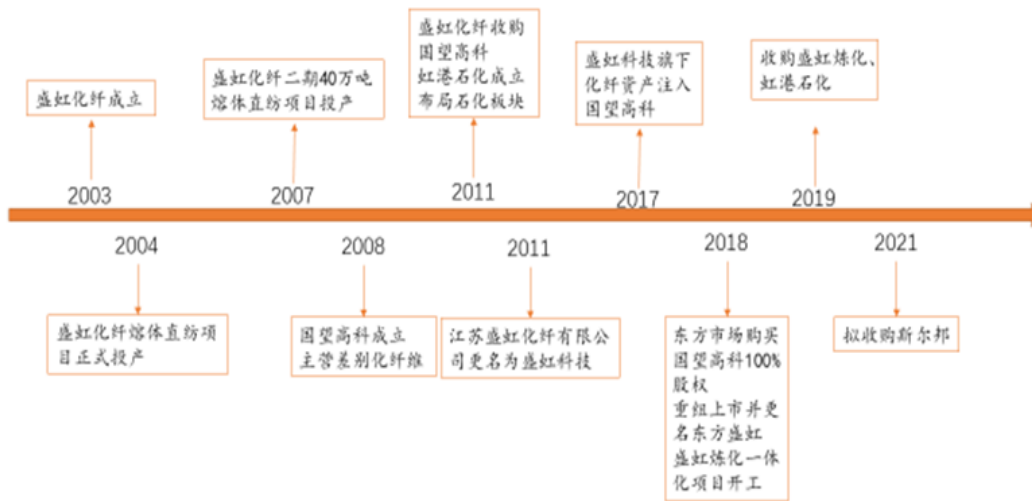 盛虹化纤成立
盛虹化纤二期40万吨
熔体直纺项目投产
盛虹化纤收购
国望高科
虹港石化成立
布局石化板块
盛虹科技旗下
化纤资产注入
国望高科
收购盛虹炼化、
虹港石化
2003
2007
2011
2017
2019
2004
2008
2011
2018
2021
盛虹化纤熔体直纺项
目正式投产
国望高科成立
主营差别化纤维
江苏盛虹化纤有限公
司更名为盛虹科技
东方市场购买
国望高科100%
股权
重组上市并更
名东方盛虹
盛虹炼化一体
化项目开工
拟收购斯尔邦